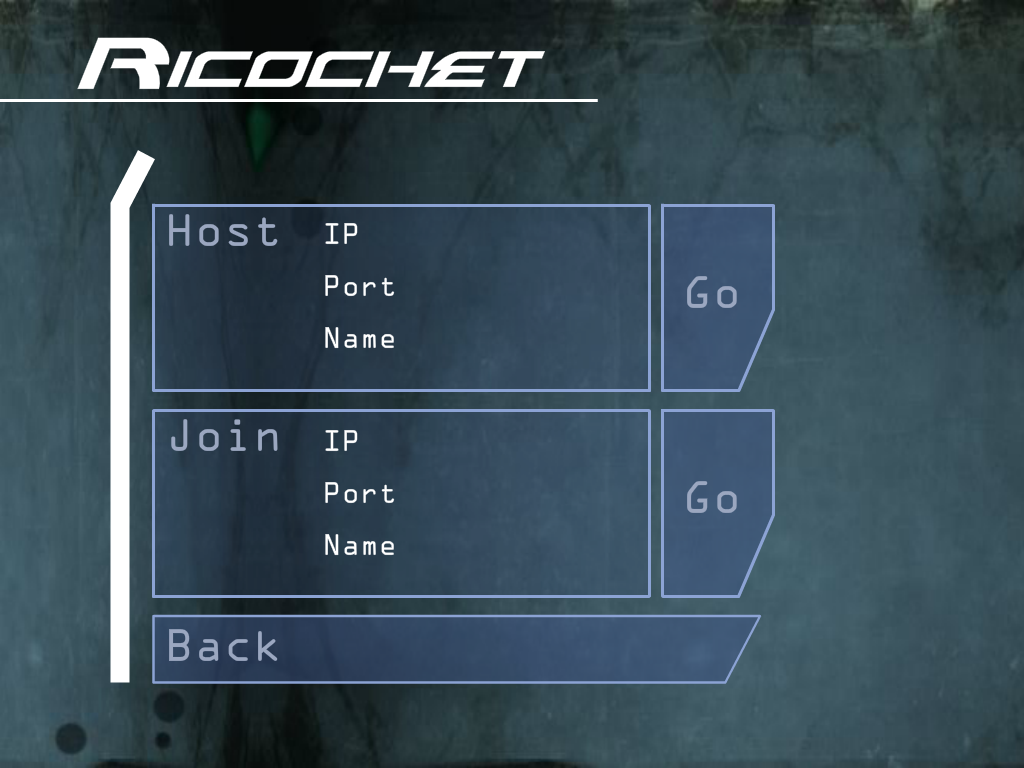 Ricochet
Host IP
Port
Name
Go
Join IP
Port
Name
Go
Back